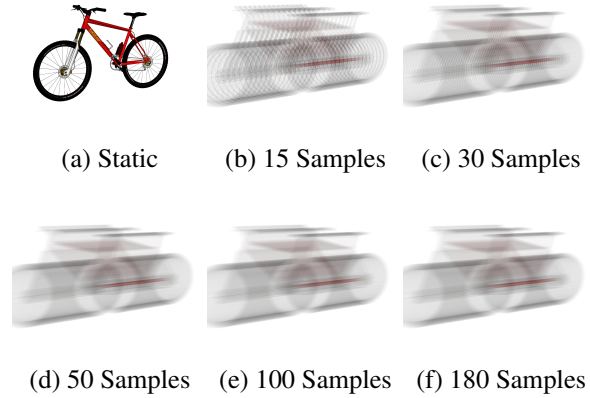 (a) Static
(b) 15 Samples
(c) 30 Samples
(d) 50 Samples
(e) 100 Samples
(f) 180 Samples